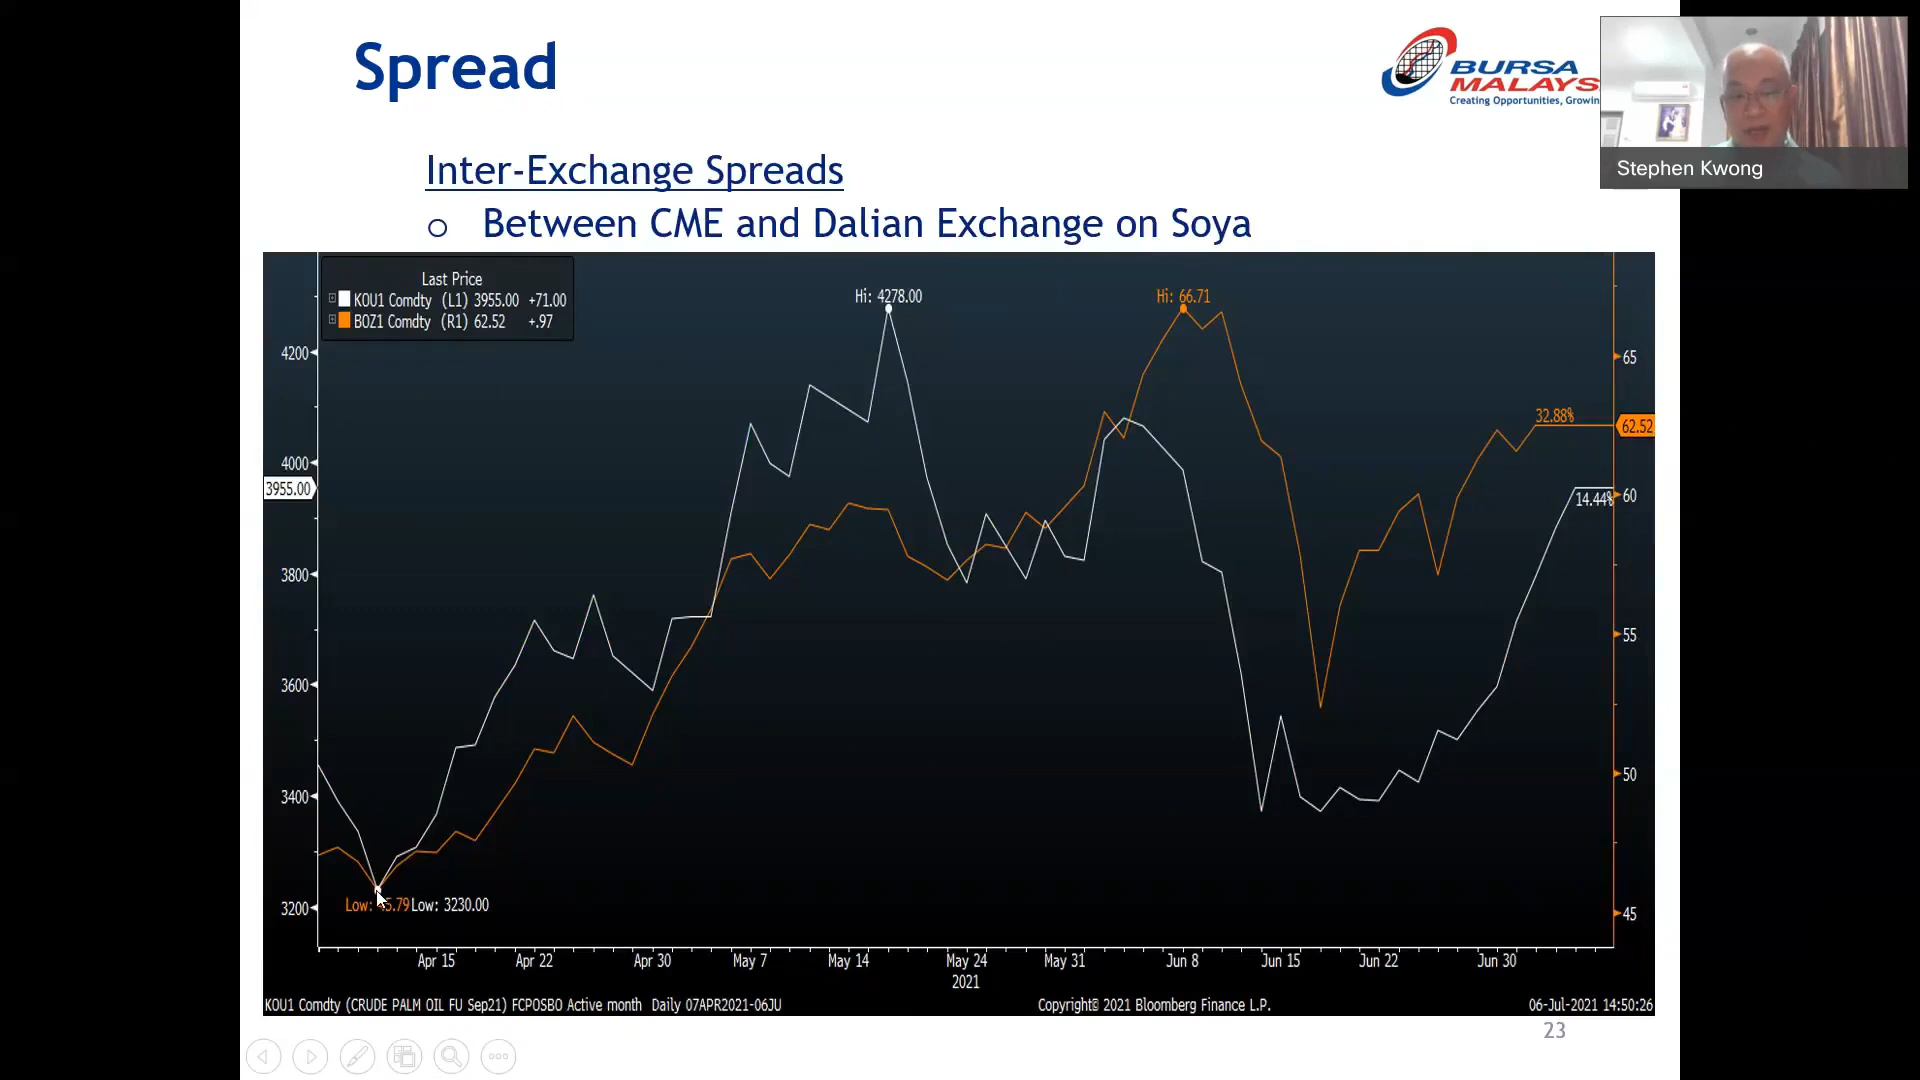 Spread
BURSA
MALAYS
Creating Opportunities, Growin
Stephen Kwong
Inter-Exchange Spreads
o Between CME and Dalian Exchange on Soya
Last Price
KOU1 Comdty (L1) 3955.00 +71.00
BOZ1 Comdty (R1) 62.52 +.97
Hi: 4278.00
Hi: 66.71
4200
65
32.88%
62.52
4000
3955.00
14.44%
60
3800
55
3600
50
3400
Low: 5.79 Low: 3230.00
3200
45
Apr 15 Apr 22 Apr 30 May 7 May 14 May 24 May 31 Jun 8 Jun 15 Jun 22 Jun 30
2021
KOU1 Comdty (CRUDE PALM OIL FU Sep21) FCPOSBO Active month Daily 07APR2021-06JU
Copyright© 2021 Bloomberg Finance L.P.
06-Jul-2021 14:50:26
23